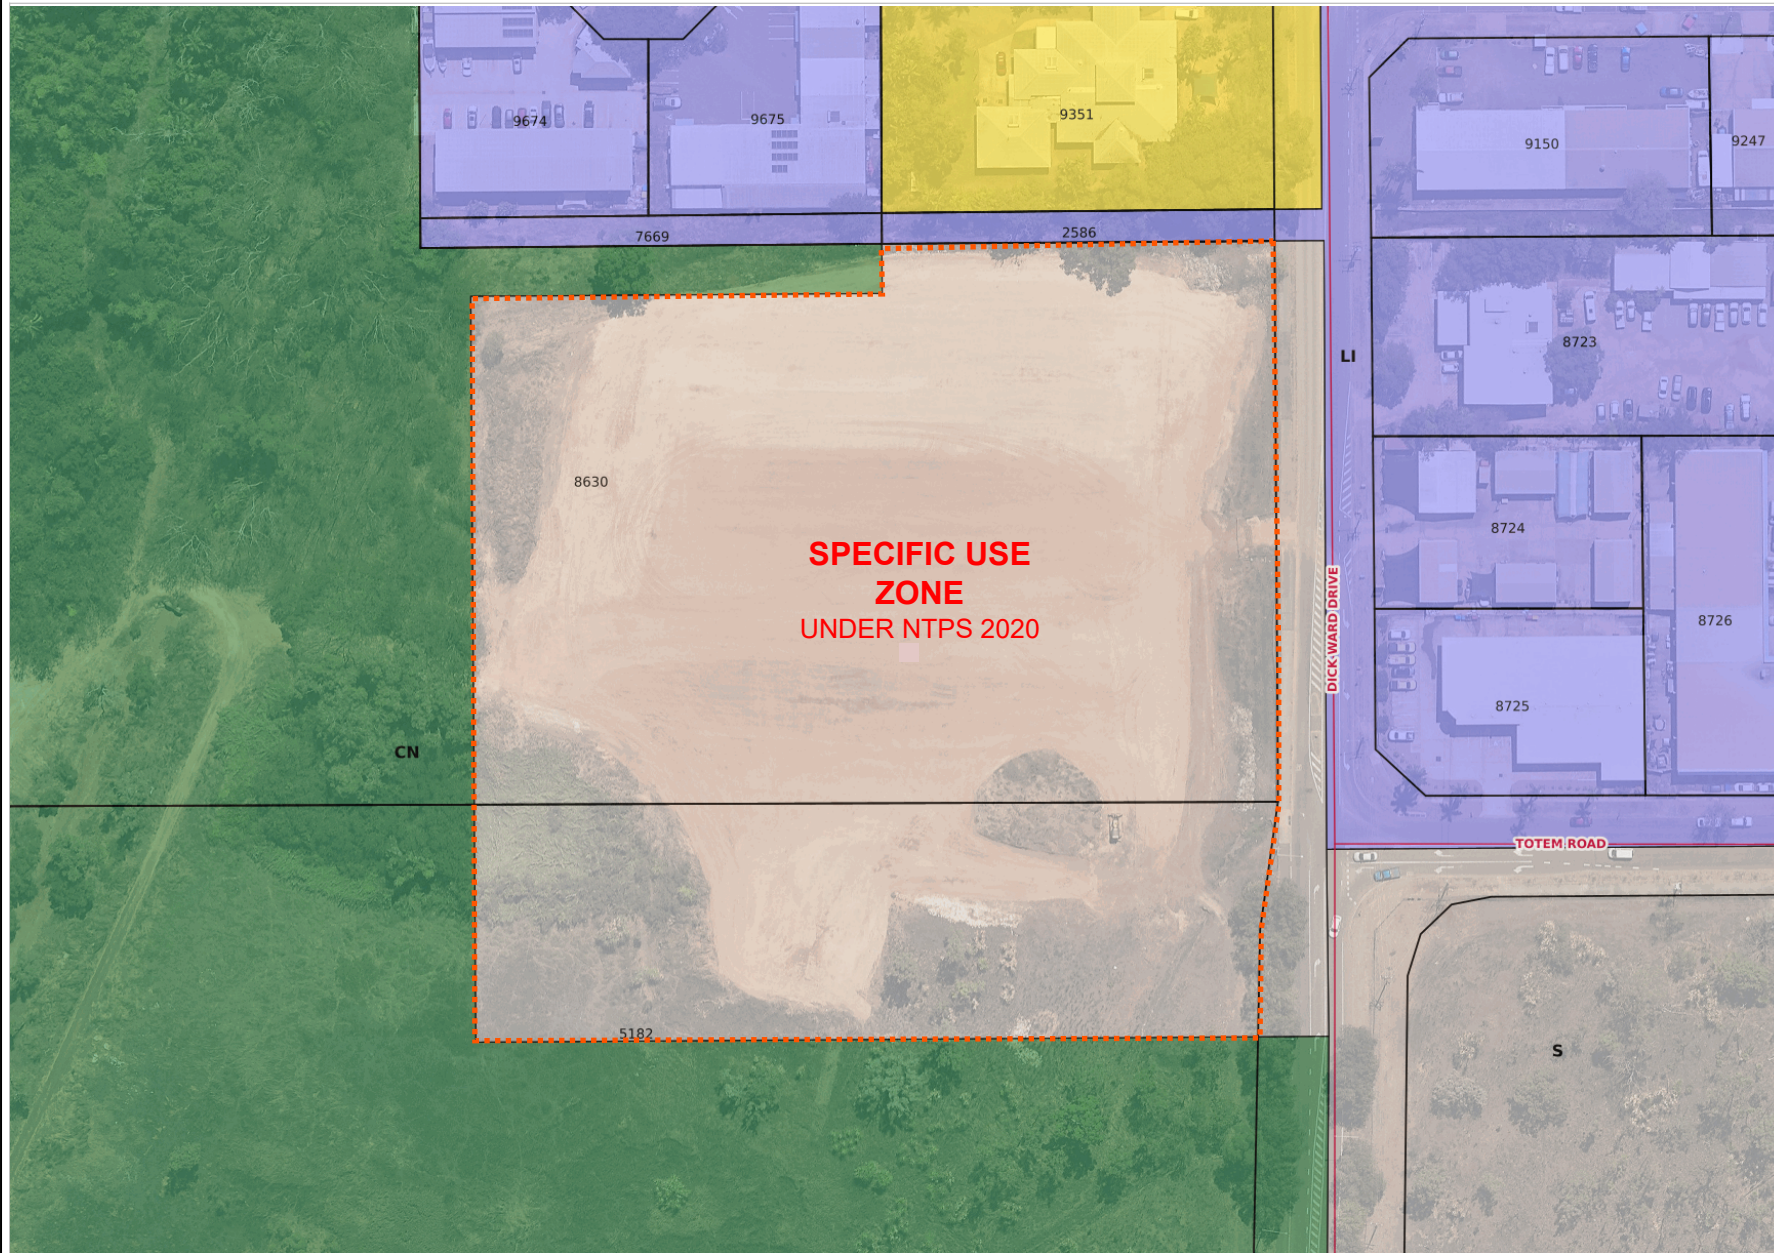 9674
9675
9351
9150
9247
7669
2586
LI
8723
8630
8724
SPECIFIC USE
ZONE
UNDER NTPS 2020
DICK WARD DRIVE
8726
8725
CN
TOTEM ROAD
5182
S